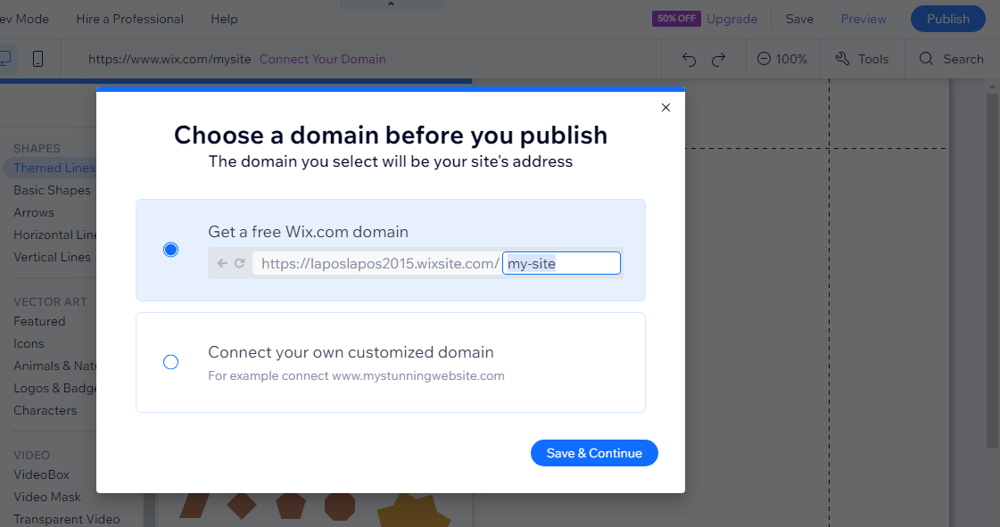 ev Mode Hire a Professional Help 50% OFF Upgrade Save Preview Publish
https://www.wix.com/mysite Connect Your Domain 100% Tools Search
Choose a domain before you publish
The domain you select will be your site's address
Get a free Wix.com domain
https://laposlapos2015.wixsite.com/ my-site
Connect your own customized domain
For example connect www.mystunningwebsite.com
Save & Continue
SHAPES
Themed Lines
Basic Shapes
Arrows
Horizontal Line
Vertical Lines
VECTOR ART
Featured
Icons
Animals & Natu
Logos & Badge
Characters
VIDEO
VideoBox
Video Mask
Transparent Video